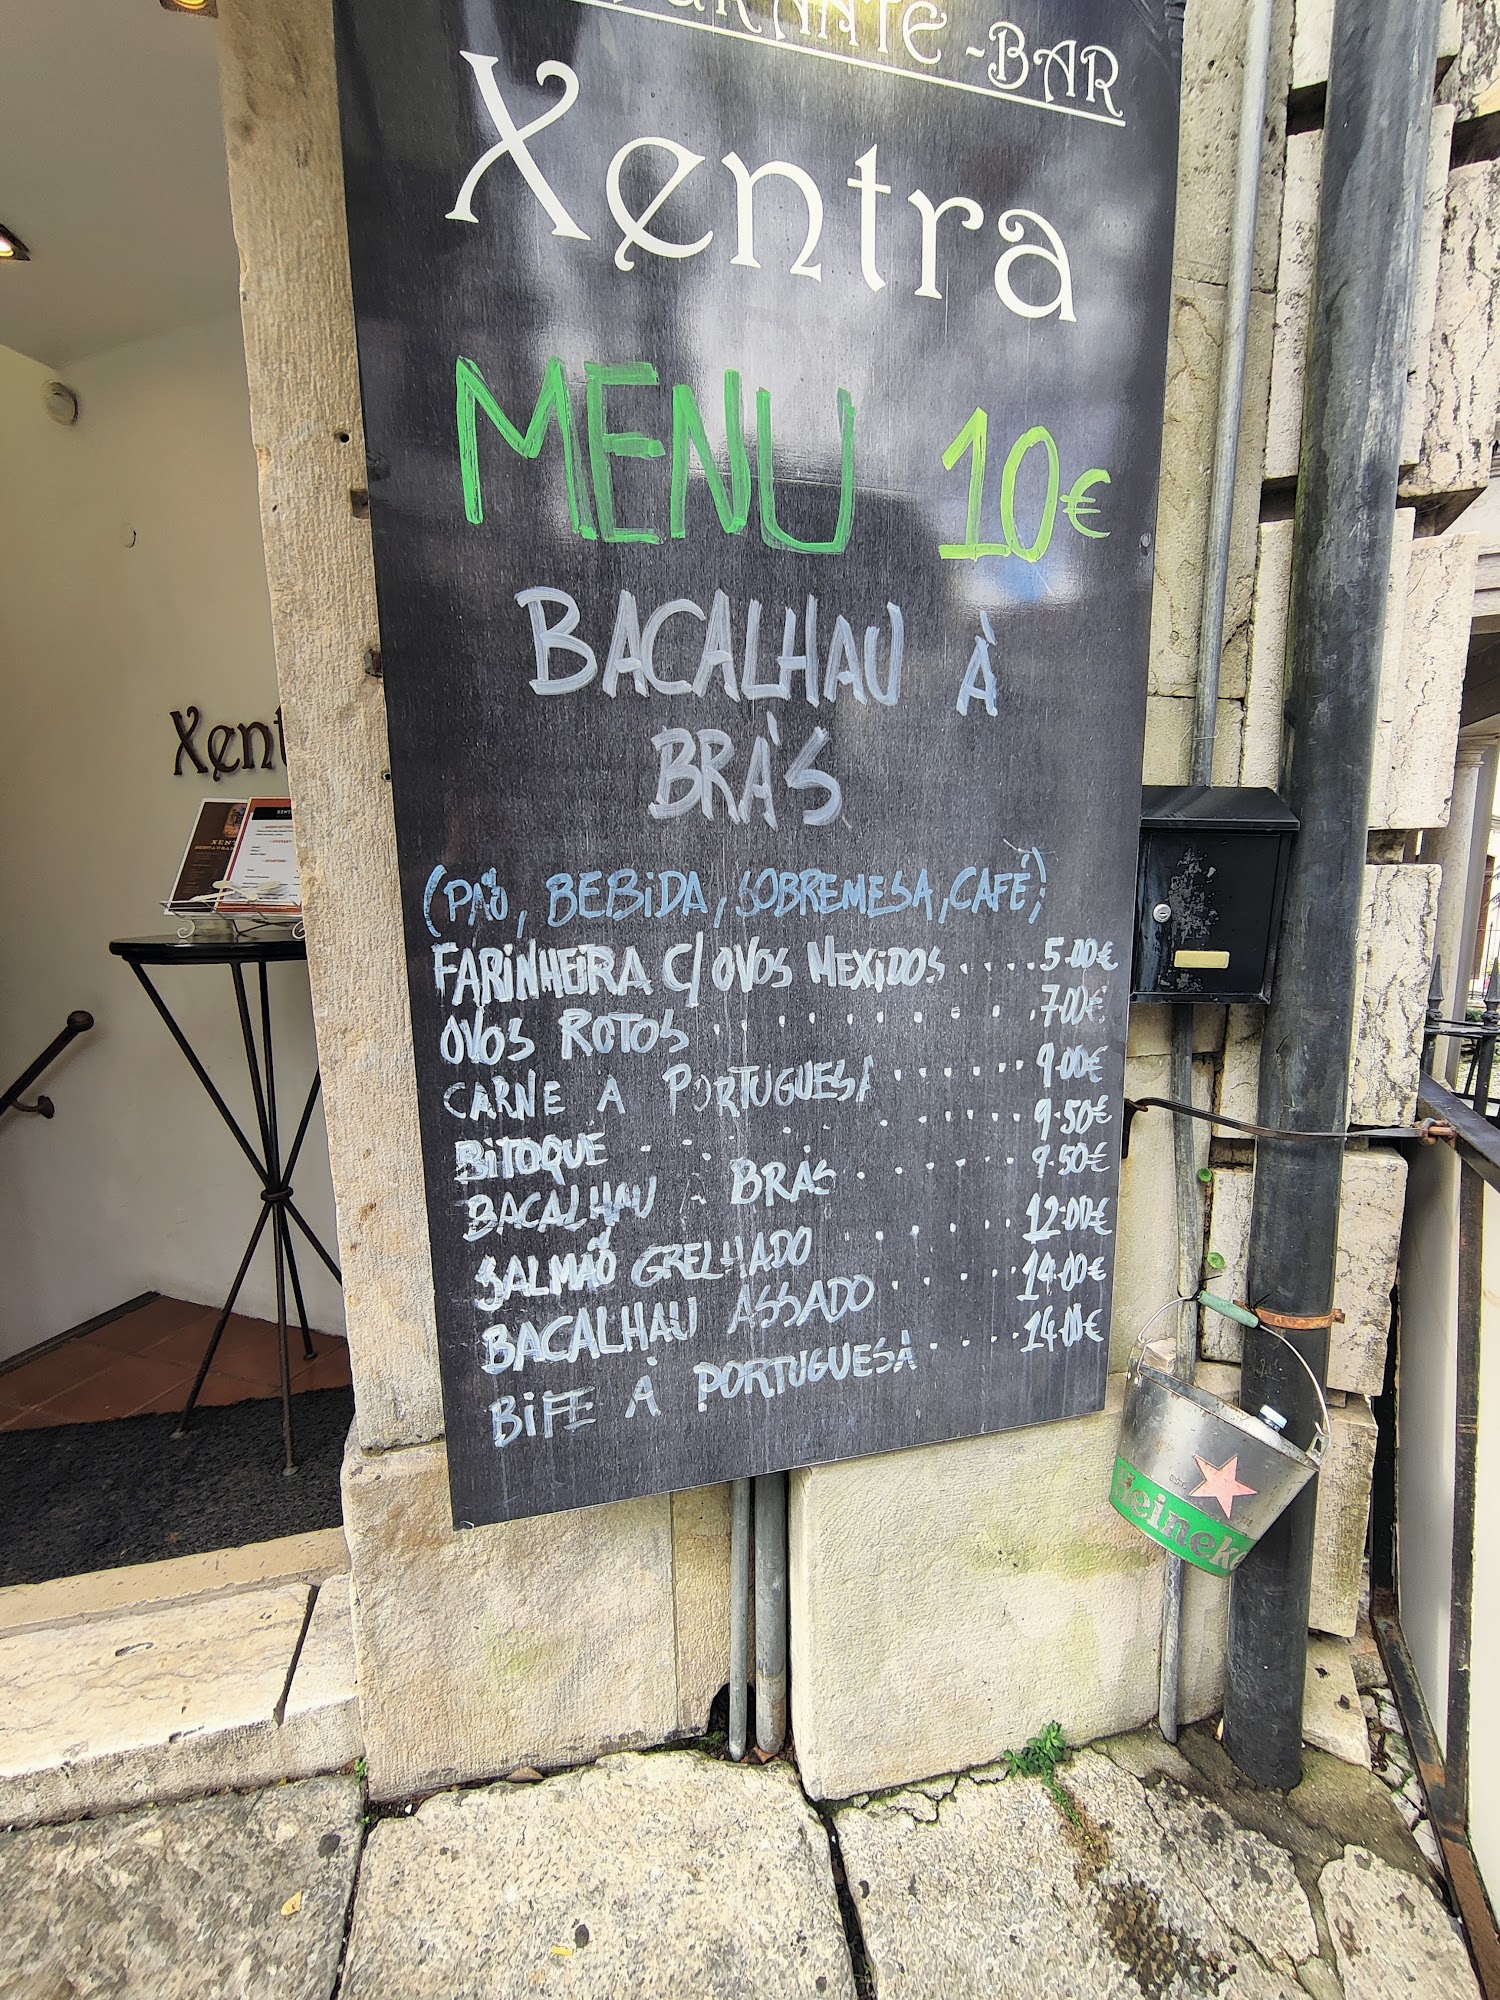 -BAR
Xentra
MENU 10€
BACALHAU À
BRÁS
(PÃO, BEBiDA, SOBREMESA, CAFÉ)
FARiNHEiRA C/ OVOS MEXiDOS ..... 5.00€
OVOS ROTOS ........... 7.00€
CARNE A PORTUGUESA ....... 9.00€
BiTOQUE ........... 9.50€
BACALHAU - BRÁS ....... 9.50€
SALMÃO GRELHADO ....... 12.00€
BACALHAU ASSADO ...... 14.00€
BiFE À PORTUGUESA ..... 14.00€
Xent
Heineke